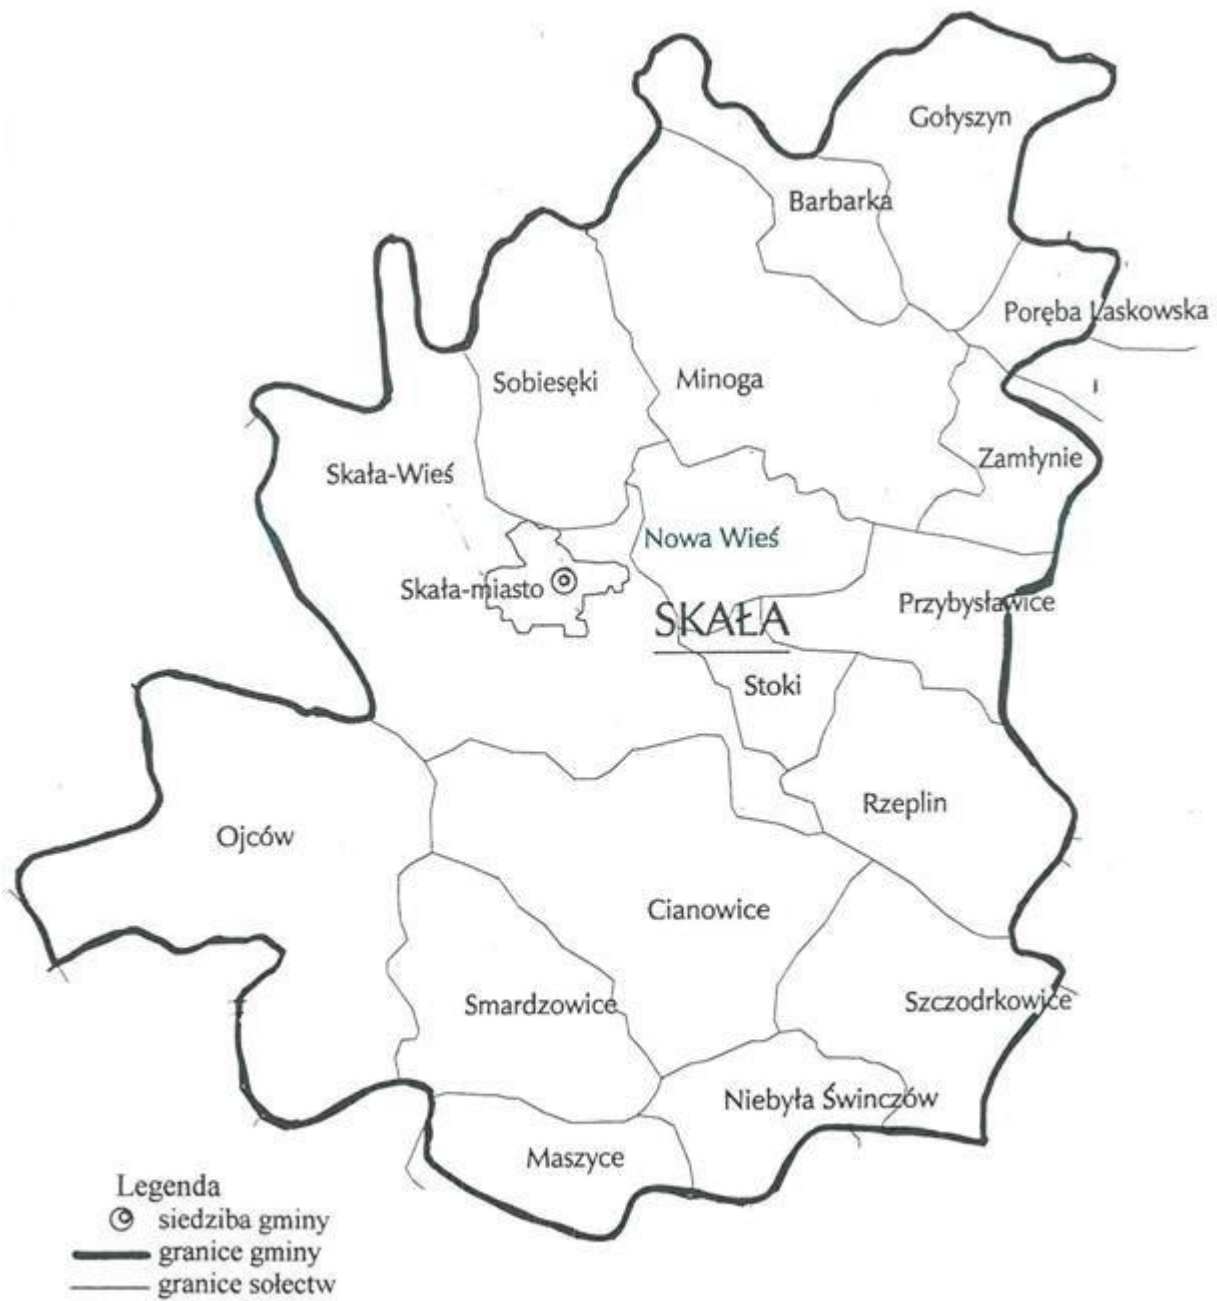 Gołyszyn
Barbarka
Poręba Laskowska
Sobiesęki
Minoga
Zamłynie
Skała-Wieś
Nowa Wieś
Skała-miasto
Przybysławice
SKAŁA
Stoki
Rzeplin
Ojców
Cianowice
Smardzowice
Szczodrkowice
Niebyła Świnczów
Maszyce
Legenda
siedziba gminy
granice gminy
granice sołectw